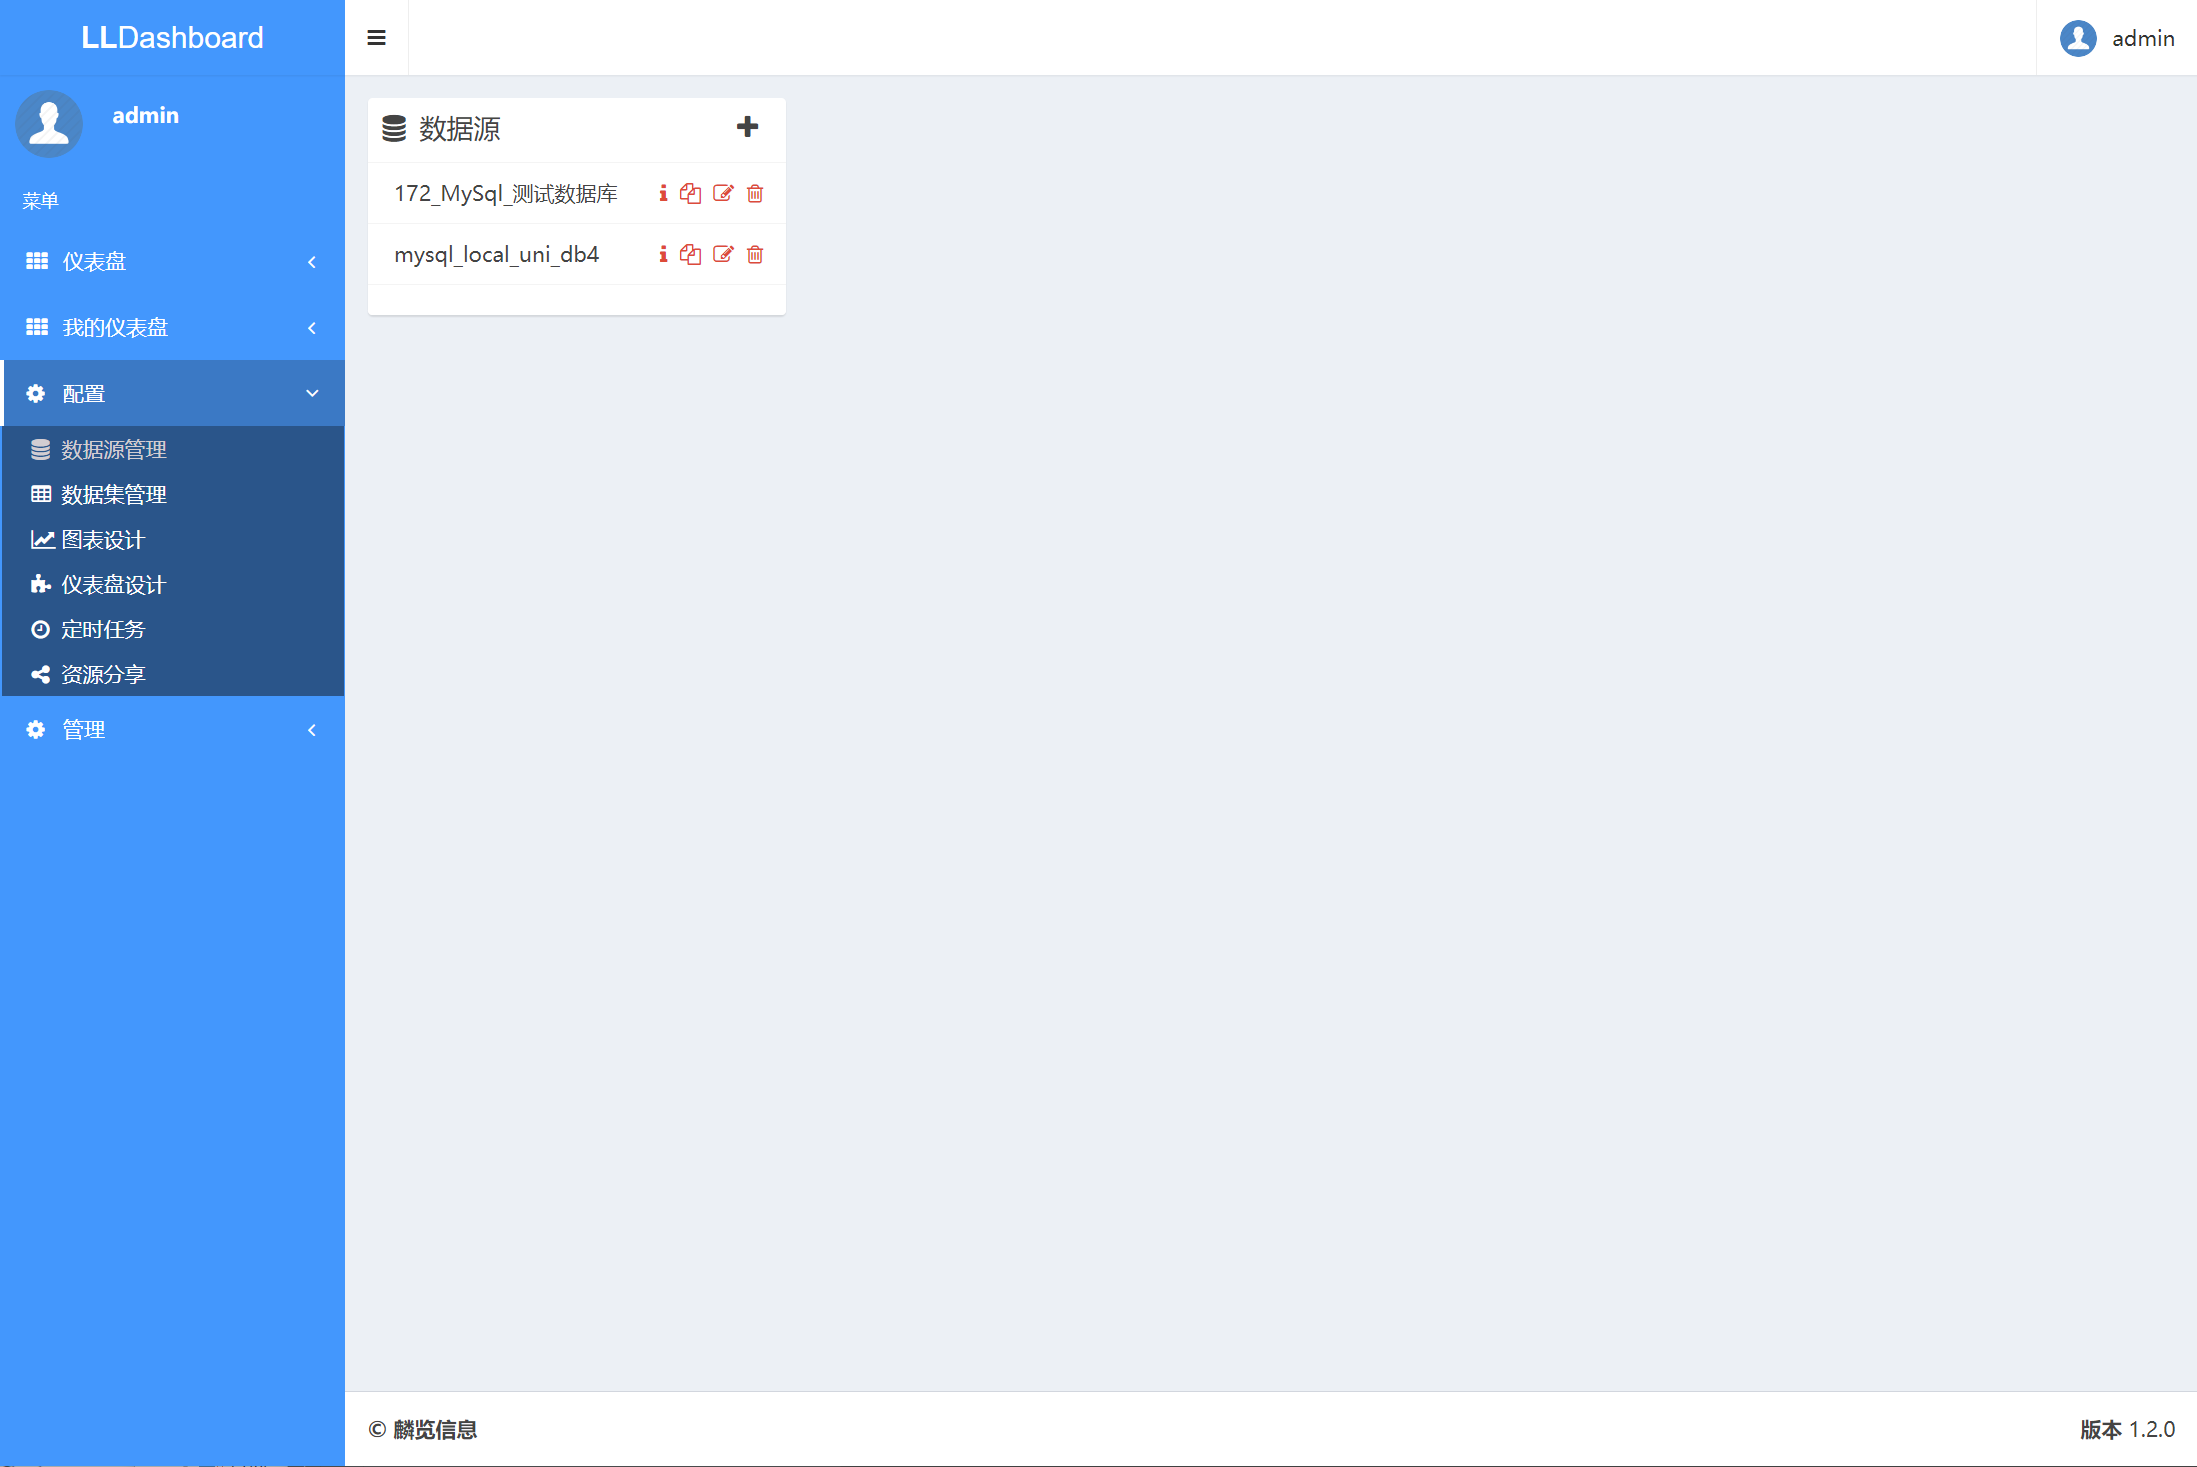 LLDashboard
admin
admin
菜单
仪表盘
我的仪表盘
配置
数据源管理
数据集管理
图表设计
仪表盘设计
定时任务
资源分享
管理
数据源
172_MySql_测试数据库
mysql_local_uni_db4
© 麟览信息
版本 1.2.0